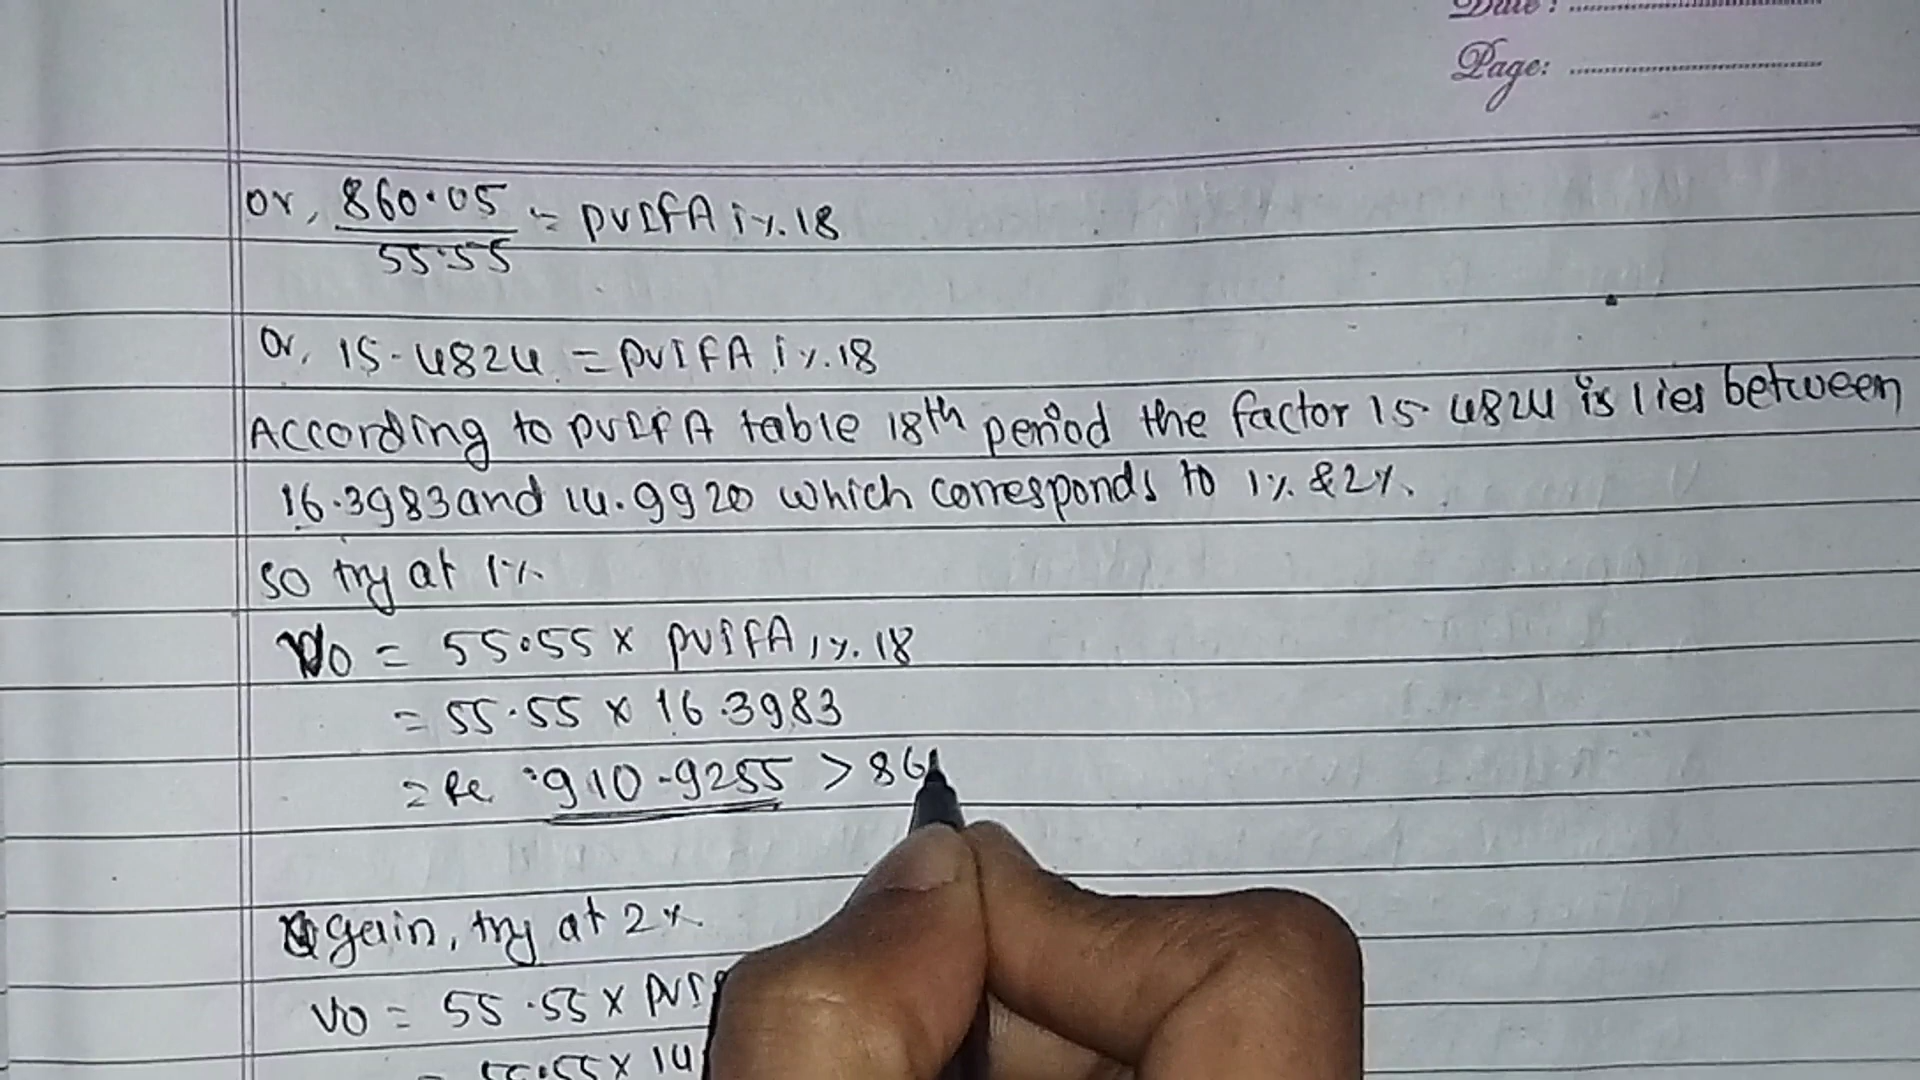 Date:
Page:
or, 860.05 = PVIFA i%.18
55.55
Or, 15.4824 = PVIFA i%.18
According to PVIFA table 18th period the factor 15.4824 is lies between
16.3983 and 14.9920 which corresponds to 1% & 2%.
so try at 1%
V0 = 55.55 x PVIFA 1%.18
= 55.55 x 16.3983
= Re 910.9255 > 86
Again, try at 2%
V0 = 55.55 x PVI
= 55.55 x 14